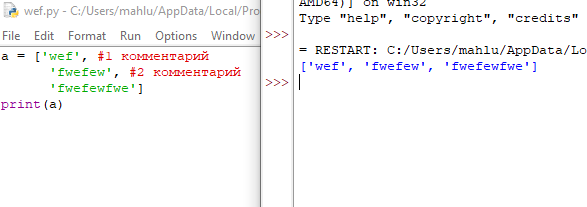 wef.py - C:/Users/mahlu/AppData/Local/Pro
File Edit Format Run Options Window
a = ['wef', #1 комментарий
'fwefew', #2 комментарий
'fwefewfwe']
print(a)
AMD64)] on win32
Type "help", "copyright", "credits"
>>>
= RESTART: C:/Users/mahlu/AppData/Lo
['wef', 'fwefew', 'fwefewfwe']
>>>